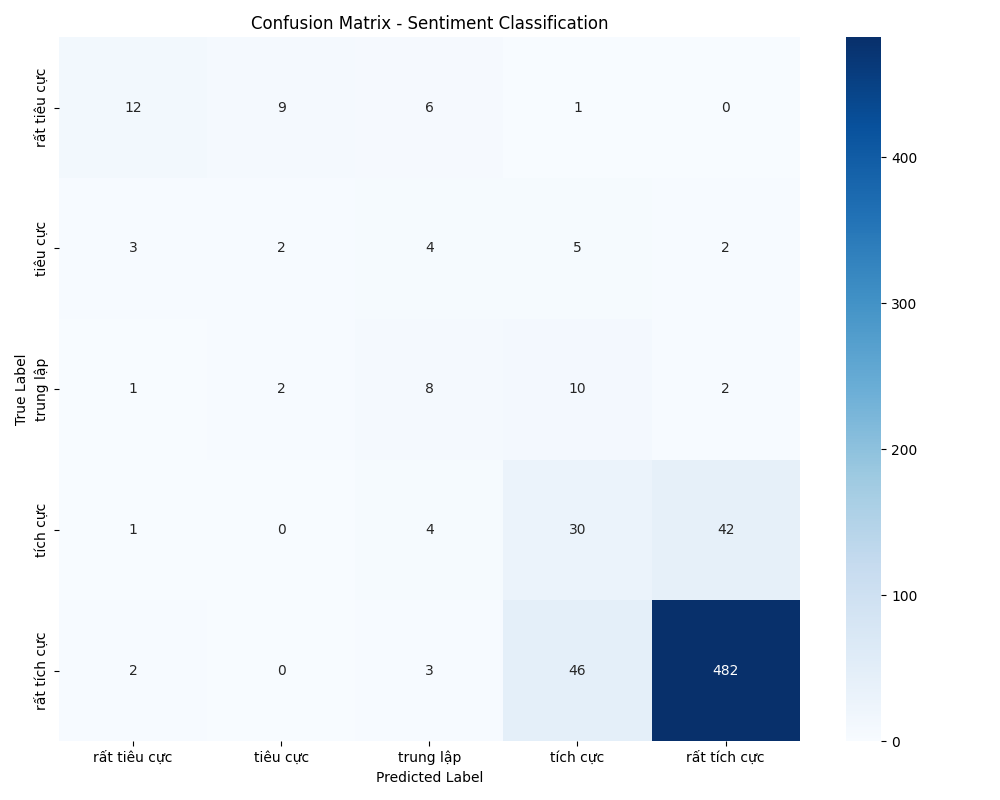 Confusion Matrix - Sentiment Classification
True Label
rất tiêu cực
12 9 6 1 0
tiêu cực
3 2 4 5 2
trung lập
1 2 8 10 2
tích cực
1 0 4 30 42
rất tích cực
2 0 3 46 482
rất tiêu cực tiêu cực trung lập tích cực rất tích cực
Predicted Label
400
300
200
100
0